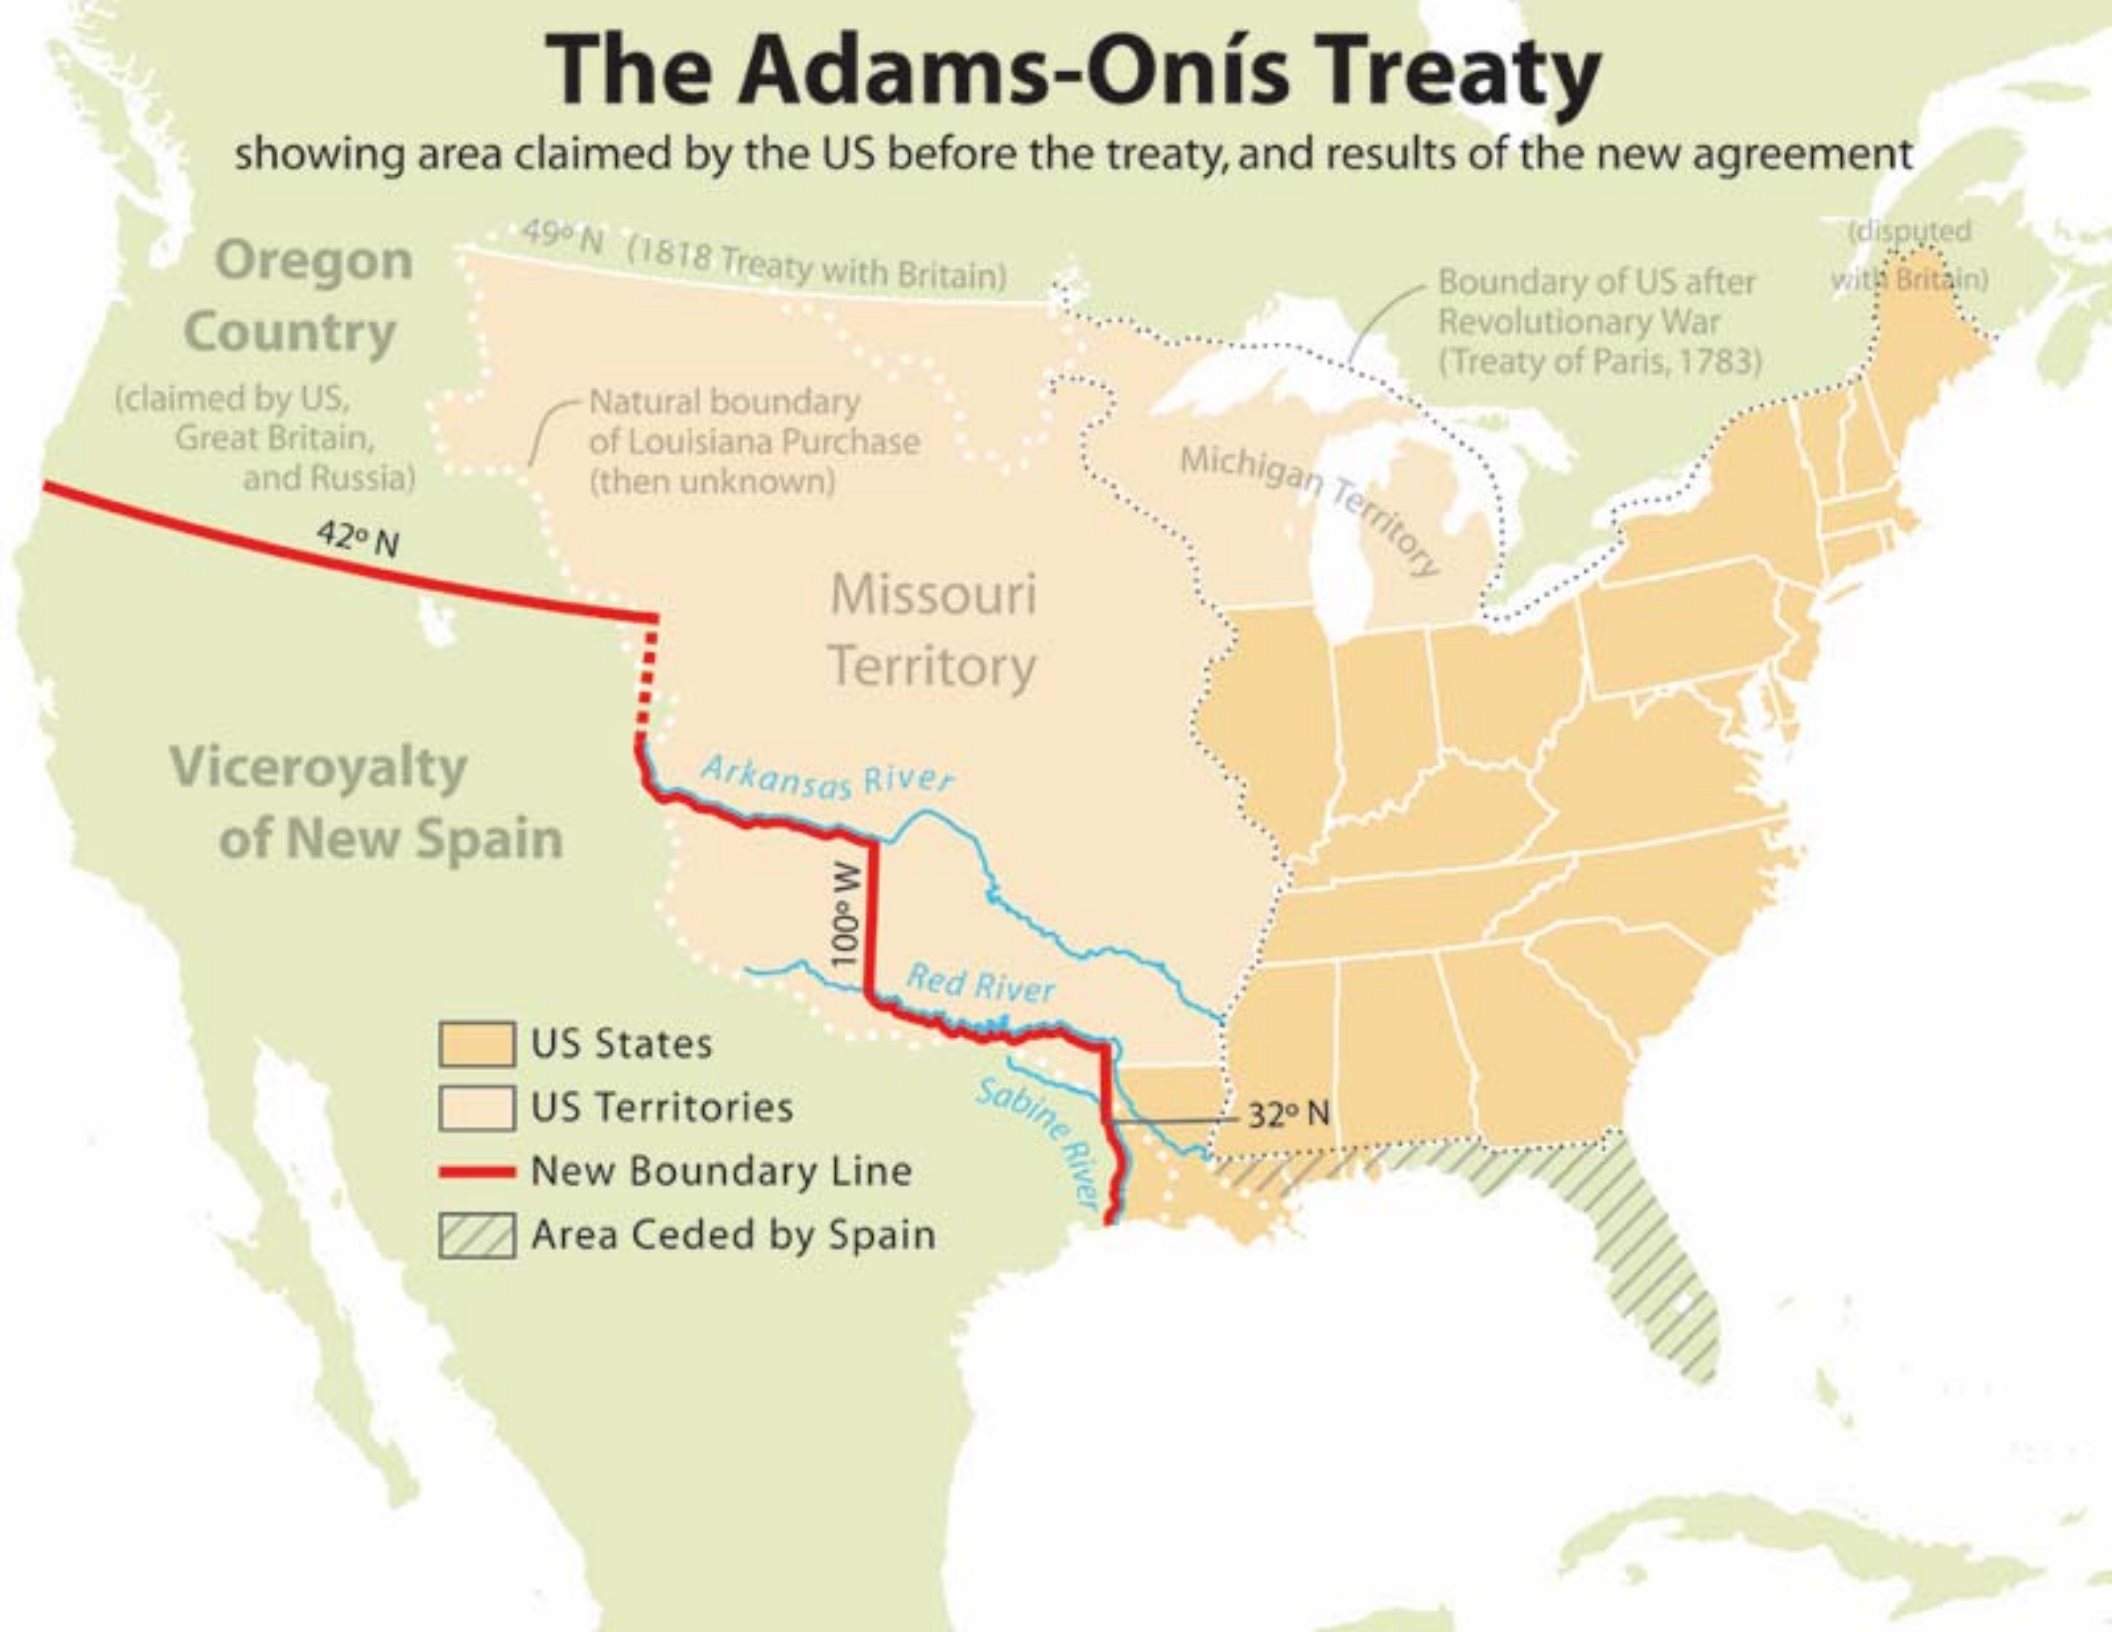 The Adams-Onís Treaty
showing area claimed by the US before the treaty, and results of the new agreement
49º N (1818 Treaty with Britain)
(disputed
with Britain)
Oregon
Country
(claimed by US,
Great Britain,
and Russia)
Boundary of US after
Revolutionary War
(Treaty of Paris, 1783)
Natural boundary
of Louisiana Purchase
(then unknown)
Michigan Territory
42º N
Missouri
Territory
Viceroyalty
of New Spain
Arkansas River
100º W
Red River
Sabine River
32º N
US States
US Territories
New Boundary Line
Area Ceded by Spain